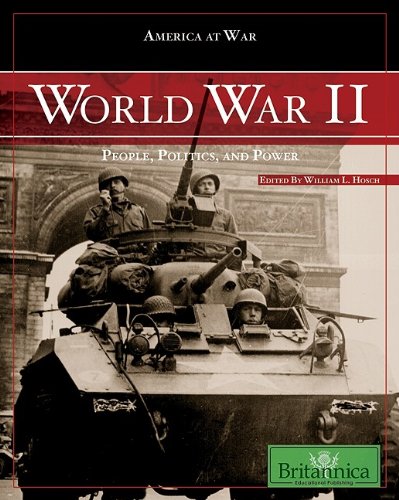 America at War
World War II
People, Politics, and Power
Edited By William L. Hosch
Britannica
Educational Publishing